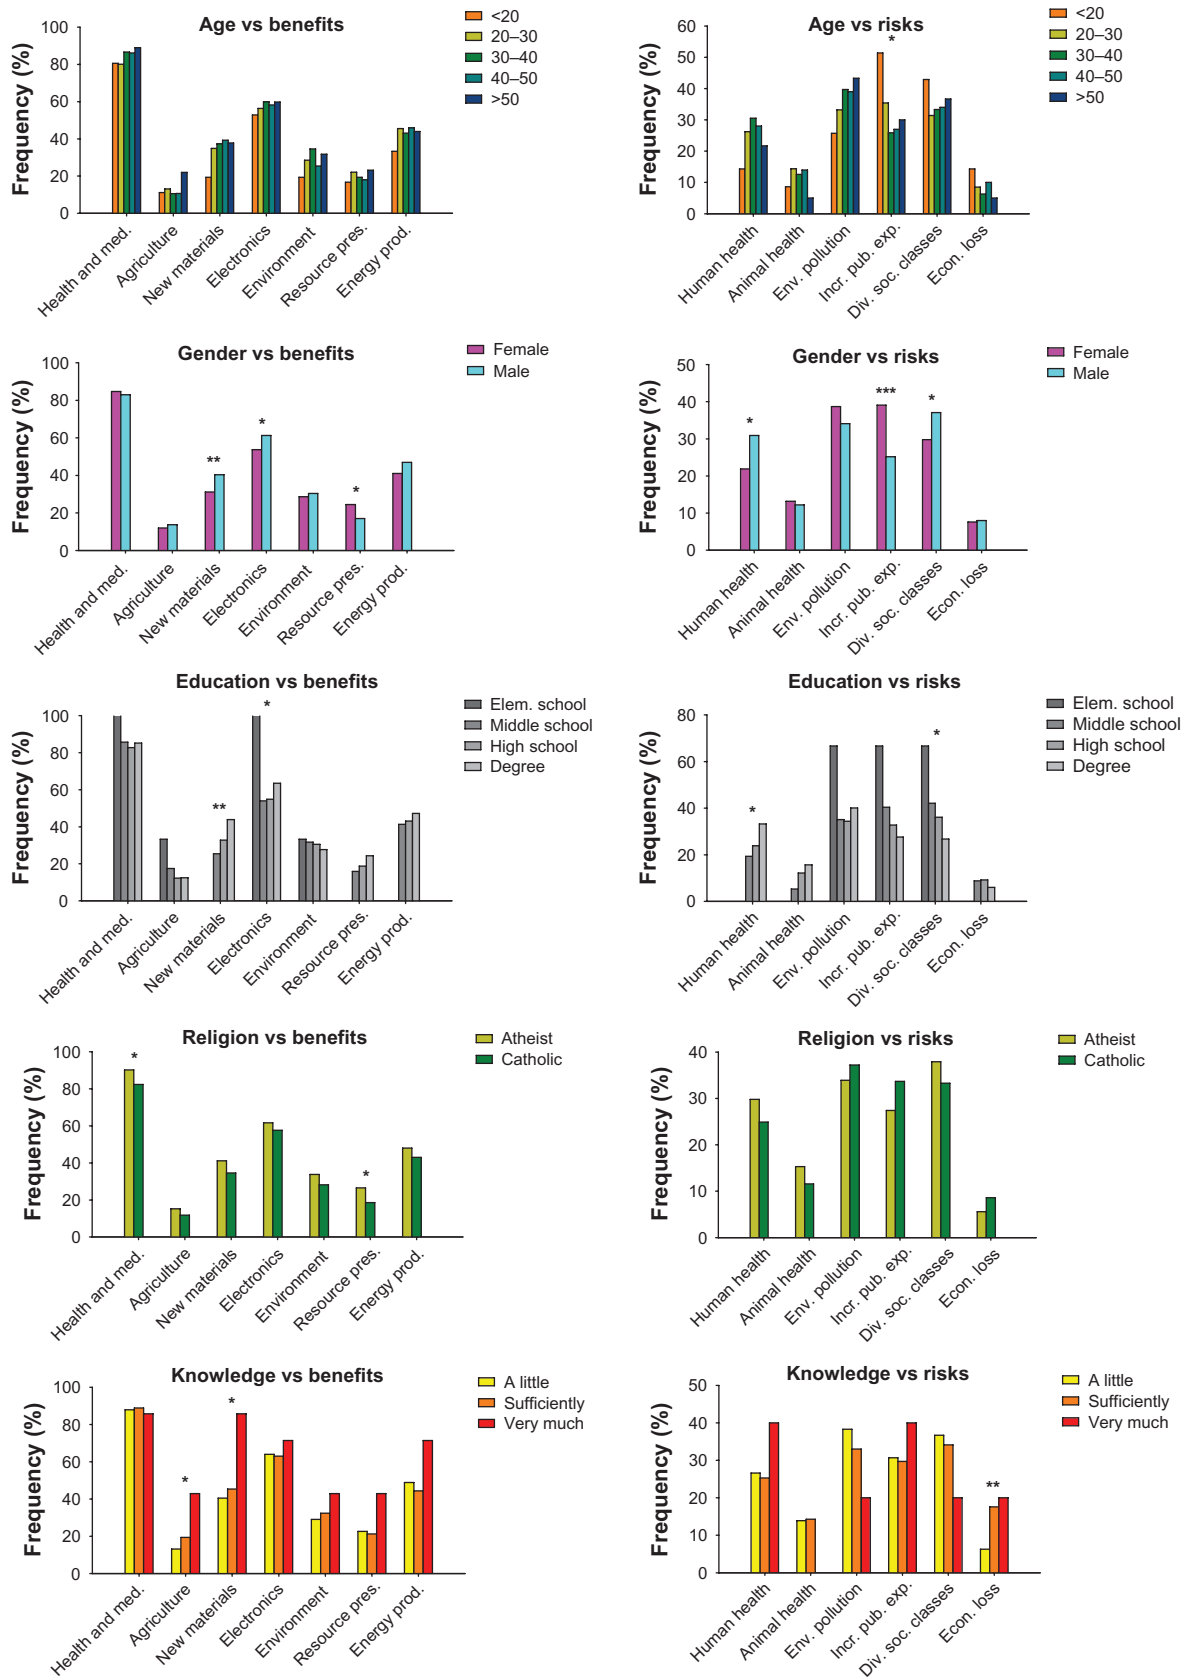 Age vs benefits
<20
20–30
30–40
40–50
>50
Frequency (%)
100
80
60
40
20
0
Health and med.
Agriculture
New materials
Electronics
Environment
Resource pres.
Energy prod.
Age vs risks
<20
20–30
30–40
40–50
>50
Frequency (%)
60
50
40
30
20
10
0
*
Human health
Animal health
Env. pollution
Incr. pub. exp.
Div. soc. classes
Econ. loss
Gender vs benefits
Female
Male
Frequency (%)
100
80
60
40
20
0
**
*
*
Health and med.
Agriculture
New materials
Electronics
Environment
Resource pres.
Energy prod.
Gender vs risks
Female
Male
Frequency (%)
50
40
30
20
10
0
*
***
*
Human health
Animal health
Env. pollution
Incr. pub. exp.
Div. soc. classes
Econ. loss
Education vs benefits
Elem. school
Middle school
High school
Degree
Frequency (%)
100
80
60
40
20
0
**
*
Health and med.
Agriculture
New materials
Electronics
Environment
Resource pres.
Energy prod.
Education vs risks
Elem. school
Middle school
High school
Degree
Frequency (%)
80
60
40
20
0
*
*
Human health
Animal health
Env. pollution
Incr. pub. exp.
Div. soc. classes
Econ. loss
Religion vs benefits
Atheist
Catholic
Frequency (%)
100
80
60
40
20
0
*
*
Health and med.
Agriculture
New materials
Electronics
Environment
Resource pres.
Energy prod.
Religion vs risks
Atheist
Catholic
Frequency (%)
40
30
20
10
0
Human health
Animal health
Env. pollution
Incr. pub. exp.
Div. soc. classes
Econ. loss
Knowledge vs benefits
A little
Sufficiently
Very much
Frequency (%)
100
80
60
40
20
0
*
*
Health and med.
Agriculture
New materials
Electronics
Environment
Resource pres.
Energy prod.
Knowledge vs risks
A little
Sufficiently
Very much
Frequency (%)
50
40
30
20
10
0
**
Human health
Animal health
Env. pollution
Incr. pub. exp.
Div. soc. classes
Econ. loss